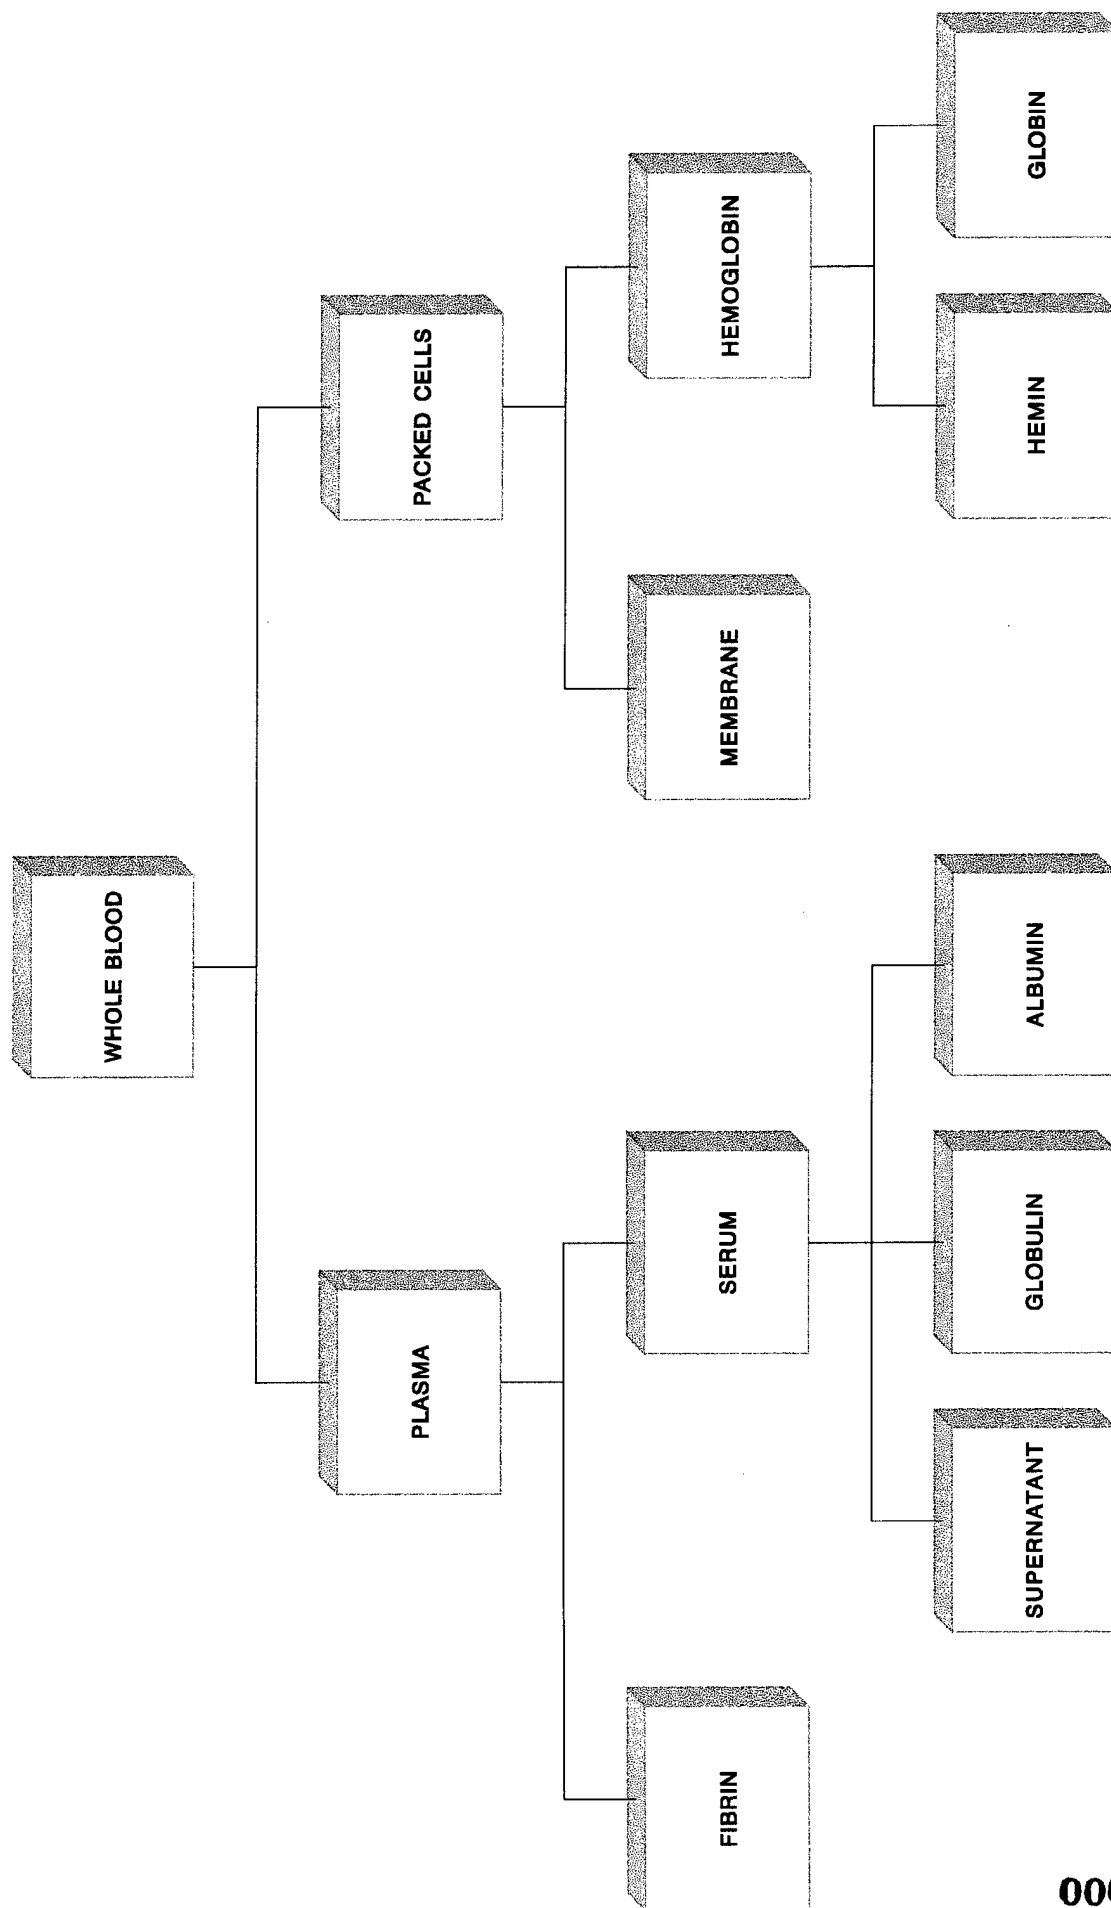 WHOLE BLOOD
PLASMA
PACKED CELLS
FIBRIN
SERUM
MEMBRANE
HEMOGLOBIN
SUPERNATANT
GLOBULIN
ALBUMIN
HEMIN
GLOBIN